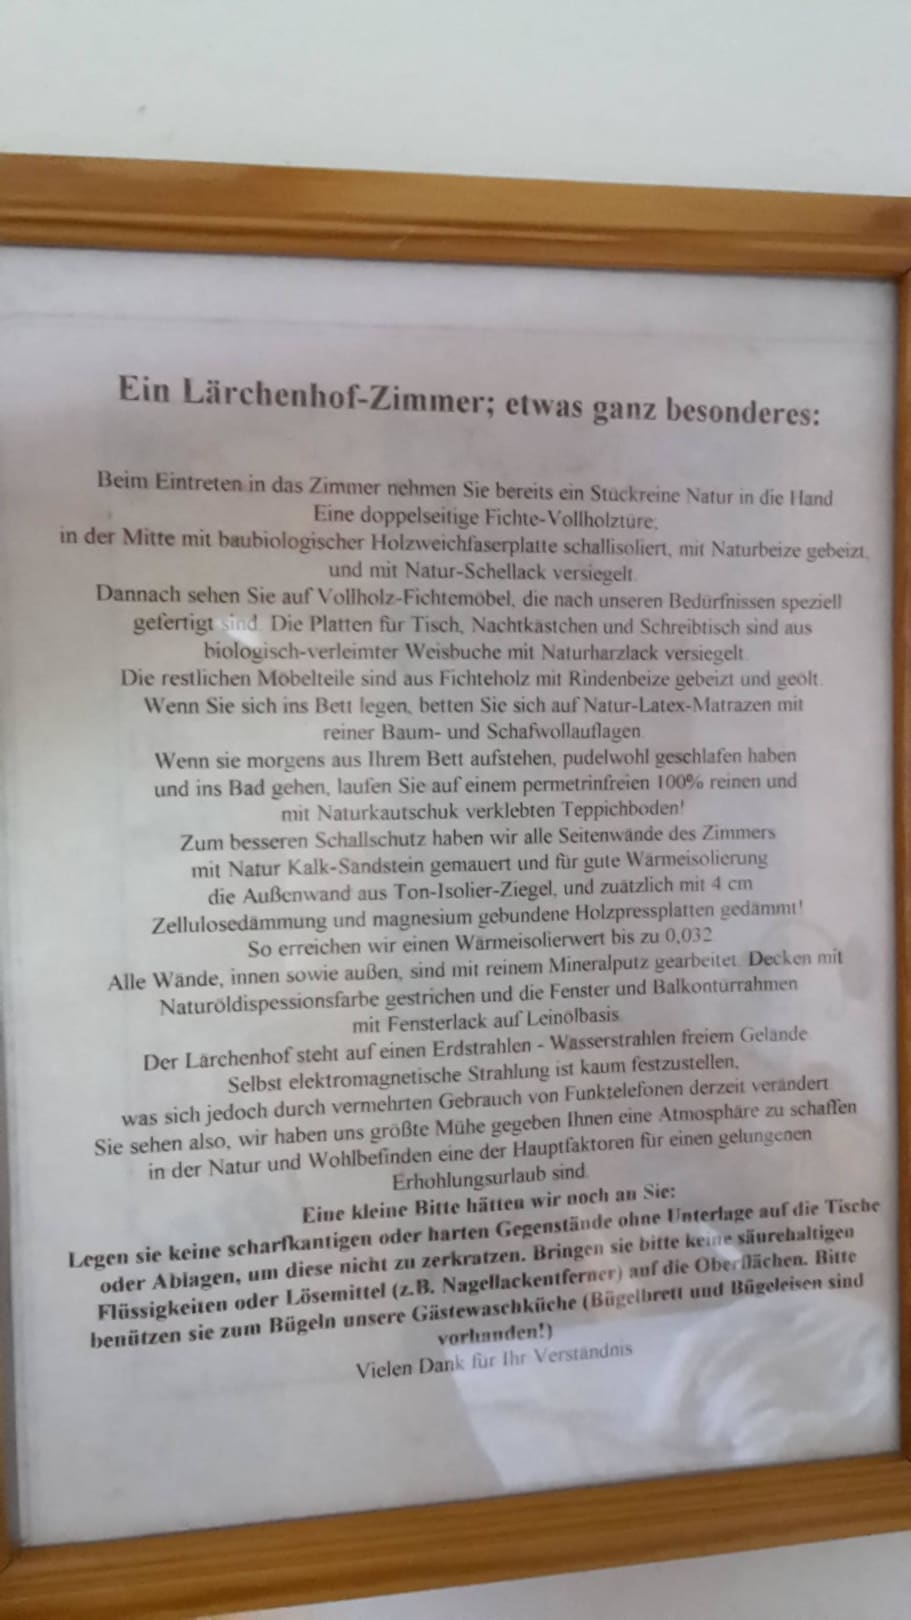 Ein Lärchenhof-Zimmer; etwas ganz besonderes:
Beim Eintreten in das Zimmer nehmen Sie bereits ein Stückreine Natur in die Hand.
Eine doppelseitige Fichte-Vollholztüre;
in der Mitte mit baubiologischer Holzweichfaserplatte schallisoliert, mit Naturbeize gebeizt,
und mit Natur-Schellack versiegelt.
Dannach sehen Sie auf Vollholz-Fichtemöbel, die nach unseren Bedürfnissen speziell
gefertigt sind. Die Platten für Tisch, Nachtkästchen und Schreibtisch sind aus
biologisch-verleimter Weisbuche mit Naturharzlack versiegelt.
Die restlichen Möbelteile sind aus Fichteholz mit Rindenbeize gebeizt und geölt.
Wenn Sie sich ins Bett legen, betten Sie sich auf Natur-Latex-Matrazen mit
reiner Baum- und Schafwollauflagen.
Wenn sie morgens aus Ihrem Bett aufstehen, pudelwohl geschlafen haben
und ins Bad gehen, laufen Sie auf einem permetrinfreien 100% reinen und
mit Naturkautschuk verklebten Teppichboden!
Zum besseren Schallschutz haben wir alle Seitenwände des Zimmers
mit Natur Kalk-Sandstein gemauert und für gute Wärmeisolierung
die Außenwand aus Ton-Isolier-Ziegel, und zuätzlich mit 4 cm
Zellulosedämmung und magnesium gebundene Holzpressplatten gedämmt!
So erreichen wir einen Wärmeisolierwert bis zu 0,032.
Alle Wände, innen sowie außen, sind mit reinem Mineralputz gearbeitet. Decken mit
Naturöldispessionsfarbe gestrichen und die Fenster und Balkontürrahmen
mit Fensterlack auf Leinölbasis.
Der Lärchenhof steht auf einen Erdstrahlen - Wasserstrahlen freiem Gelände.
Selbst elektromagnetische Strahlung ist kaum festzustellen,
was sich jedoch durch vermehrten Gebrauch von Funktelefonen derzeit verändert
Sie sehen also, wir haben uns größte Mühe gegeben Ihnen eine Atmosphäre zu schaffen
in der Natur und Wohlbefinden eine der Hauptfaktoren für einen gelungenen
Erhohlungsurlaub sind.
Eine kleine Bitte hätten wir noch an Sie:
Legen sie keine scharfkantigen oder harten Gegenstände ohne Unterlage auf die Tische
oder Ablagen, um diese nicht zu zerkratzen. Bringen sie bitte keine säurehaltigen
Flüssigkeiten oder Lösemittel (z.B. Nagellackentferner) auf die Oberflächen. Bitte
benützen sie zum Bügeln unsere Gästewaschküche (Bügelbrett und Bügeleisen sind
vorhanden!)
Vielen Dank für Ihr Verständnis